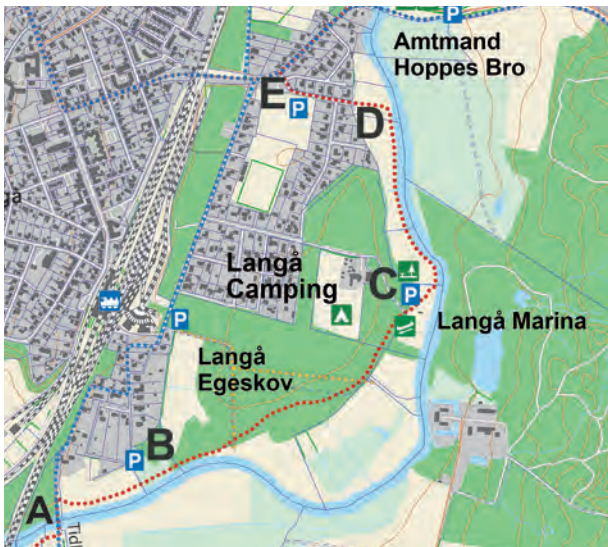 P
Amtmand
Hoppes Bro
E
P
D
Langå
Camping
C
P
Langå Marina
P
Langå
Egeskov
B
P
A